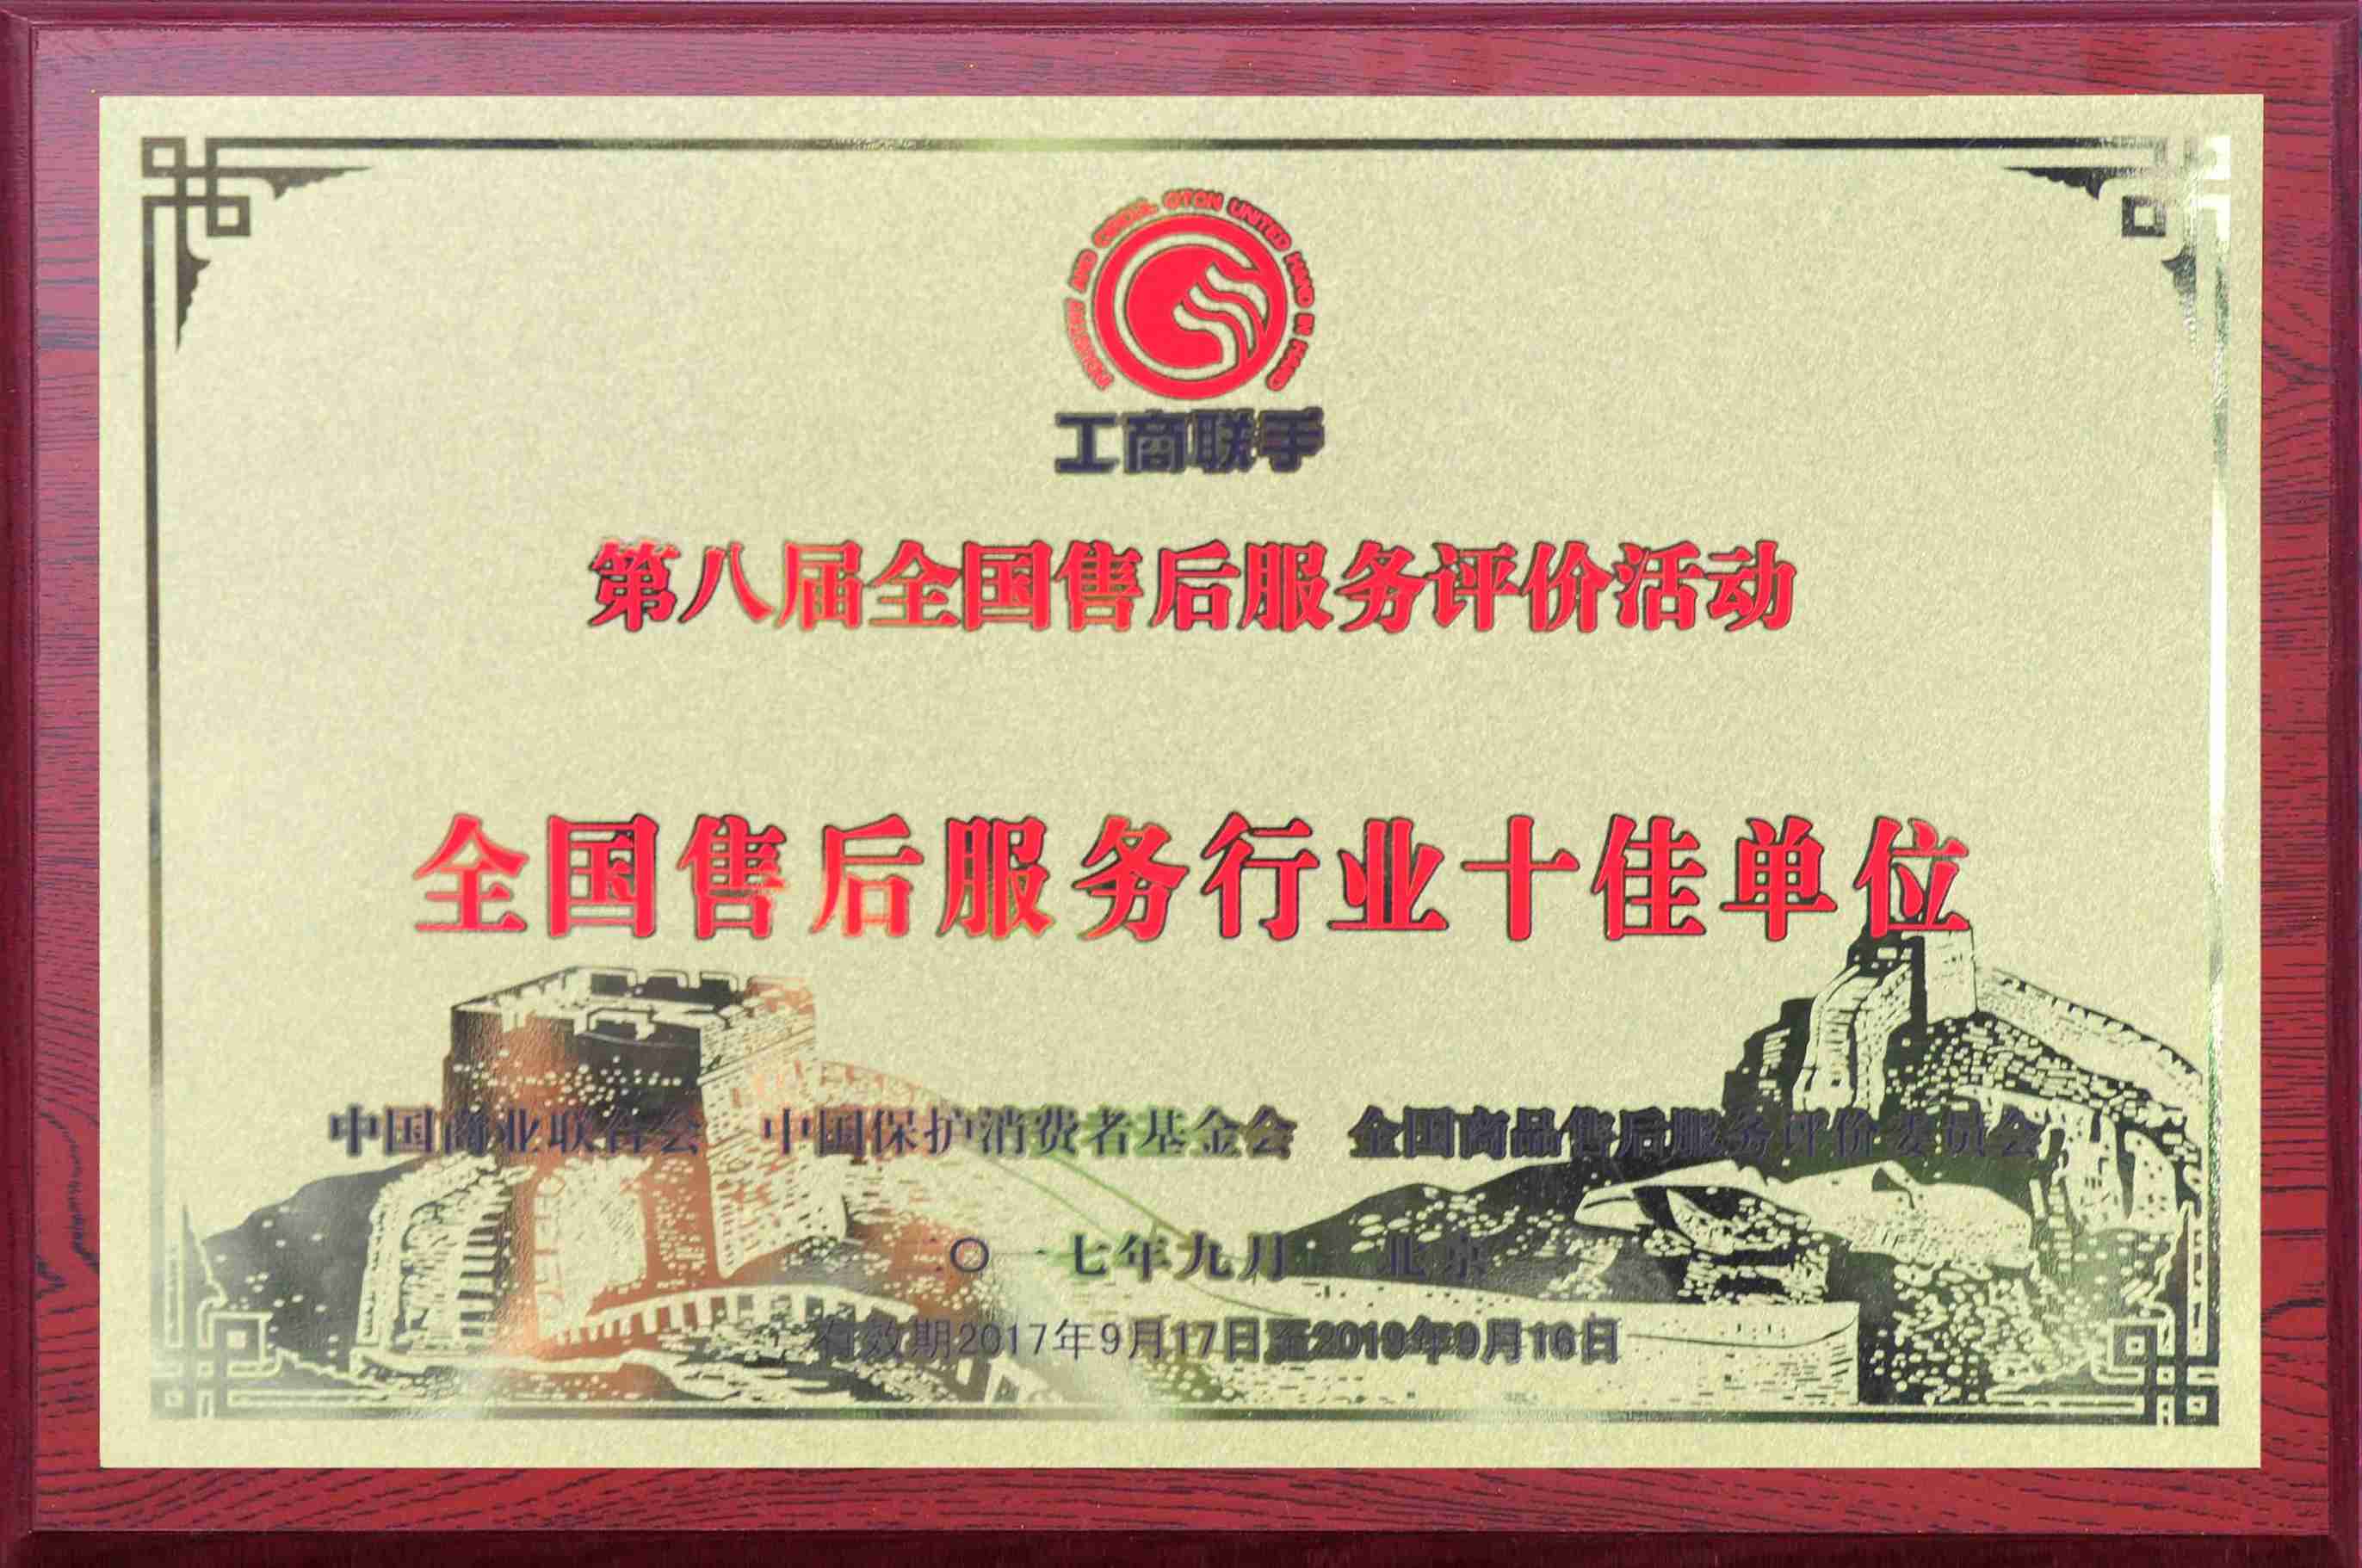 UNITED HAND IN HAND
工商联手
第八届全国售后服务评价活动
全国售后服务行业十佳单位
中国商业联合会 中国保护消费者基金会 全国商品售后服务评价委员会
二〇一七年九月 北京
有效期2017年9月17日至2019年9月16日